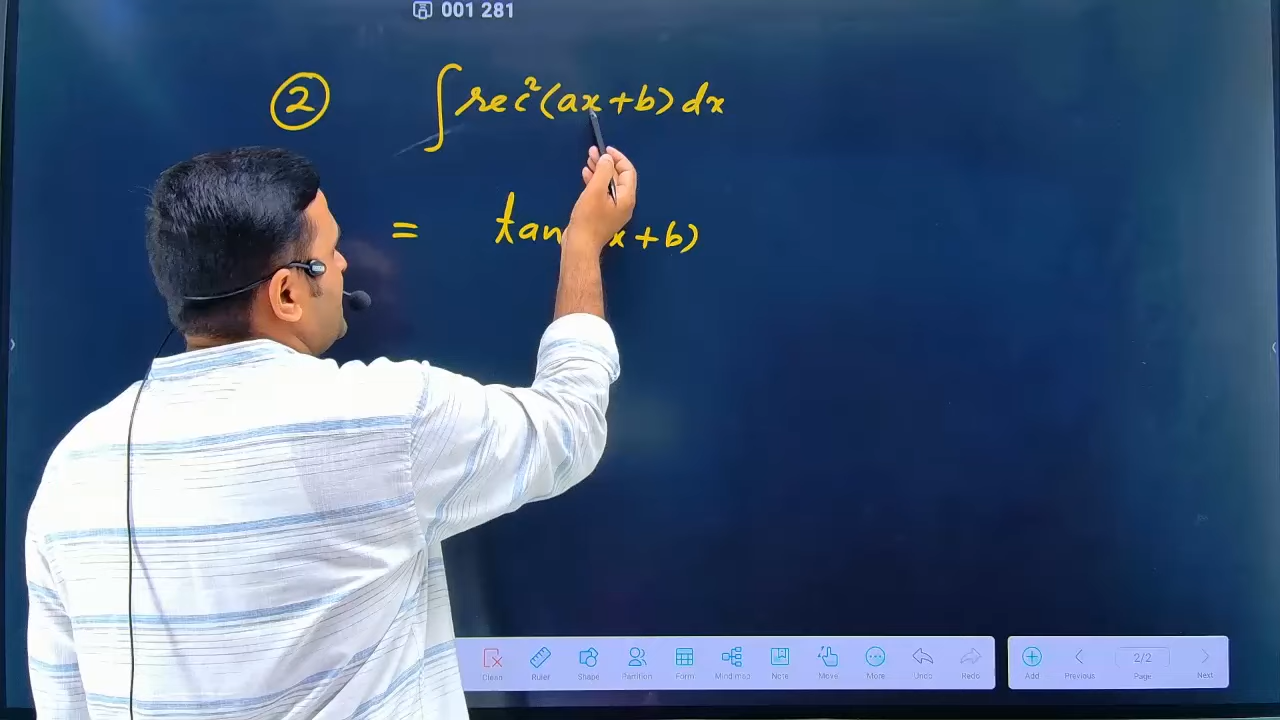 001 281
② ∫sec²(ax+b) dx
= tan x+b)
Clean Ruler Shape Partition Form Mind map Note Move More Undo Redo Add Previous 2/2 Page Next